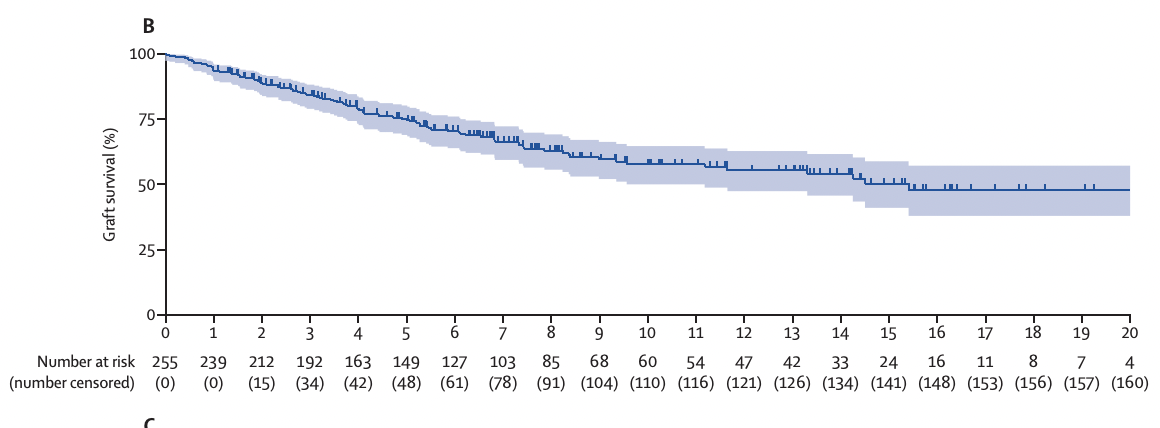 B
100
75
50
25
0
Graft survival (%)
0 1 2 3 4 5 6 7 8 9 10 11 12 13 14 15 16 17 18 19 20
Number at risk 255 239 212 192 163 149 127 103 85 68 60 54 47 42 33 24 16 11 8 7 4
(number censored) (0) (0) (15) (34) (42) (48) (61) (78) (91) (104) (110) (116) (121) (126) (134) (141) (148) (153) (156) (157) (160)
C